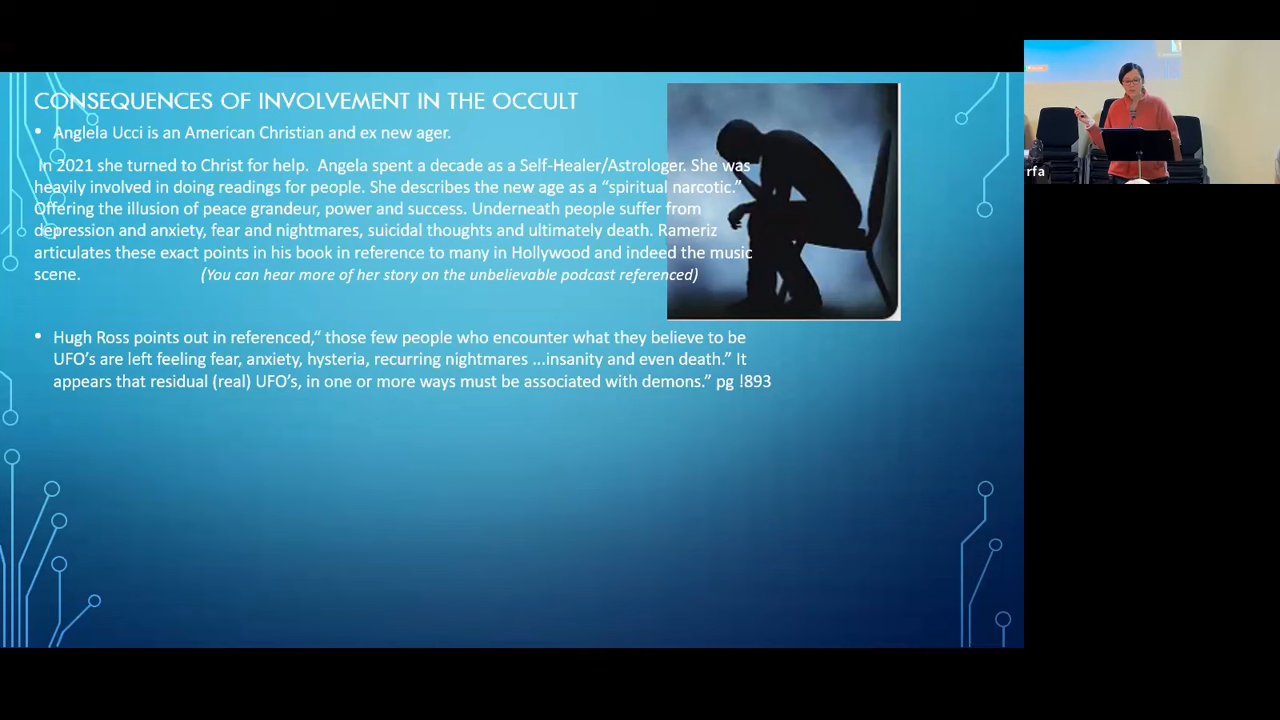 CONSEQUENCES OF INVOLVEMENT IN THE OCCULT
• Anglela Ucci is an American Christian and ex new ager.
In 2021 she turned to Christ for help. Angela spent a decade as a Self-Healer/Astrologer. She was
heavily involved in doing readings for people. She describes the new age as a “spiritual narcotic.”
Offering the illusion of peace grandeur, power and success. Underneath people suffer from
depression and anxiety, fear and nightmares, suicidal thoughts and ultimately death. Rameriz
articulates these exact points in his book in reference to many in Hollywood and indeed the music
scene. (You can hear more of her story on the unbelievable podcast referenced)
• Hugh Ross points out in referenced,“ those few people who encounter what they believe to be
UFO’s are left feeling fear, anxiety, hysteria, recurring nightmares ...insanity and even death.” It
appears that residual (real) UFO’s, in one or more ways must be associated with demons.” pg !893
rfa